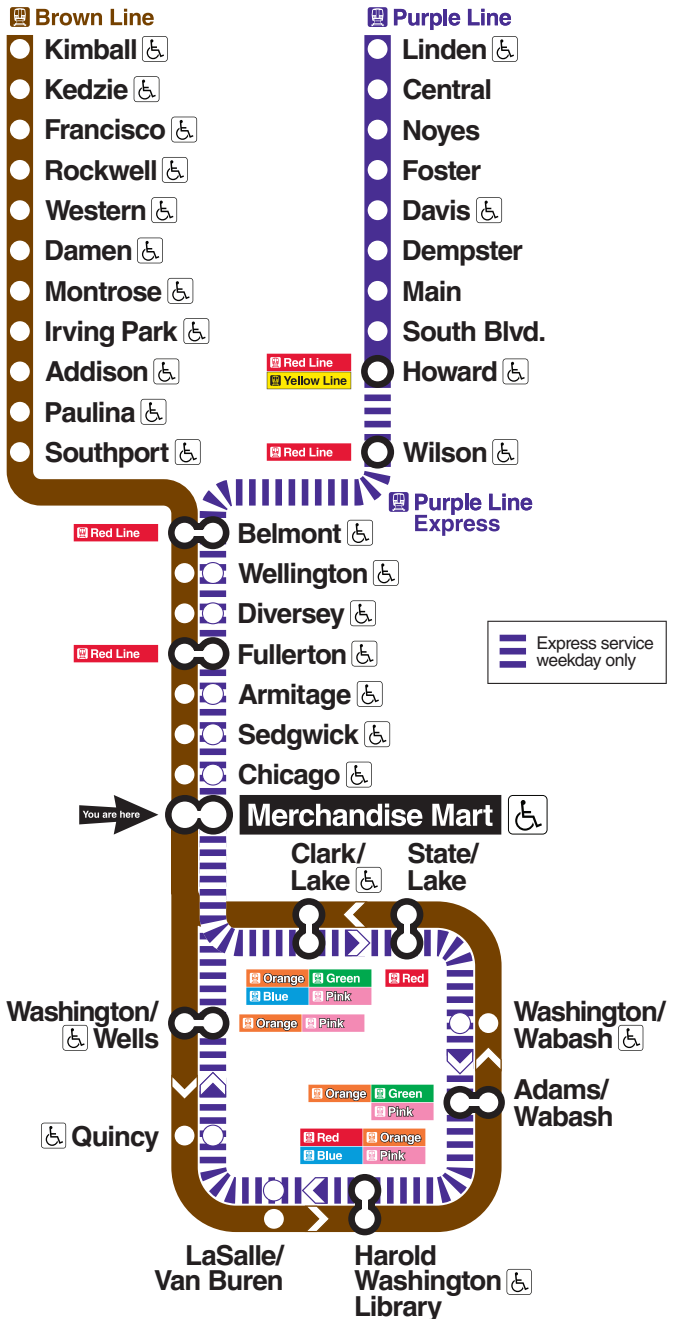 Brown Line
Kimball
Kedzie
Francisco
Rockwell
Western
Damen
Montrose
Irving Park
Addison
Paulina
Southport
Purple Line
Linden
Central
Noyes
Foster
Davis
Dempster
Main
South Blvd.
Red Line
Yellow Line
Howard
Red Line
Wilson
Purple Line
Express
Red Line
Belmont
Wellington
Diversey
Red Line
Fullerton
Armitage
Sedgwick
Chicago
Express service
weekday only
You are here
Merchandise Mart
Clark/
Lake
State/
Lake
Orange
Green
Blue
Pink
Red
Washington/
Wells
Orange
Pink
Washington/
Wabash
Orange
Green
Pink
Adams/
Wabash
Quincy
Red
Orange
Blue
Pink
LaSalle/
Van Buren
Harold
Washington
Library